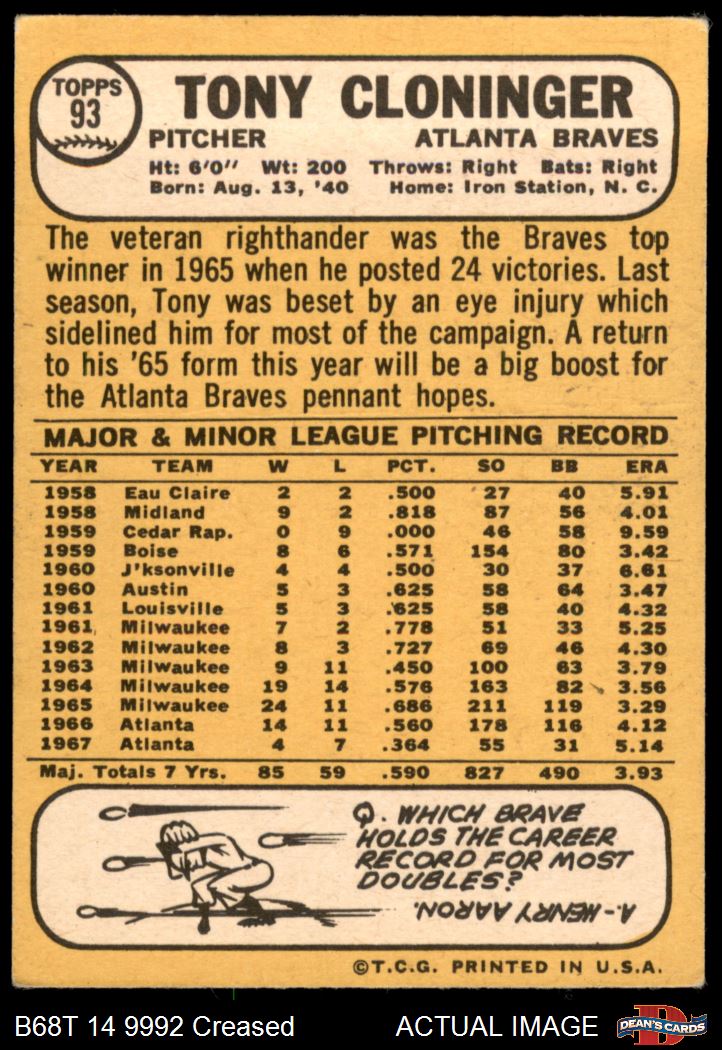 TOPPS
93
TONY CLONINGER
PITCHER ATLANTA BRAVES
Ht: 6'0'' Wt: 200 Throws: Right Bats: Right
Born: Aug. 13, '40 Home: Iron Station, N. C.
The veteran righthander was the Braves top
winner in 1965 when he posted 24 victories. Last
season, Tony was beset by an eye injury which
sidelined him for most of the campaign. A return
to his '65 form this year will be a big boost for
the Atlanta Braves pennant hopes.
MAJOR & MINOR LEAGUE PITCHING RECORD
YEAR TEAM W L PCT. SO BB ERA
1958 Eau Claire 2 2 .500 27 40 5.91
1958 Midland 9 2 .818 87 56 4.01
1959 Cedar Rap. 0 9 .000 46 58 9.59
1959 Boise 8 6 .571 154 80 3.42
1960 J'ksonville 4 4 .500 30 37 6.61
1960 Austin 5 3 .625 58 64 3.47
1961 Louisville 5 3 .625 58 40 4.32
1961 Milwaukee 7 2 .778 51 33 5.25
1962 Milwaukee 8 3 .727 69 46 4.30
1963 Milwaukee 9 11 .450 100 63 3.79
1964 Milwaukee 19 14 .576 163 82 3.56
1965 Milwaukee 24 11 .686 211 119 3.29
1966 Atlanta 14 11 .560 178 116 4.12
1967 Atlanta 4 7 .364 55 31 5.14
Maj. Totals 7 Yrs. 85 59 .590 827 490 3.93
Q. WHICH BRAVE
HOLDS THE CAREER
RECORD FOR MOST
DOUBLES?
A-HENRY AARON.
©T.C.G. PRINTED IN U.S.A.
B68T 14 9992 Creased ACTUAL IMAGE
D
DEAN'S CARDS